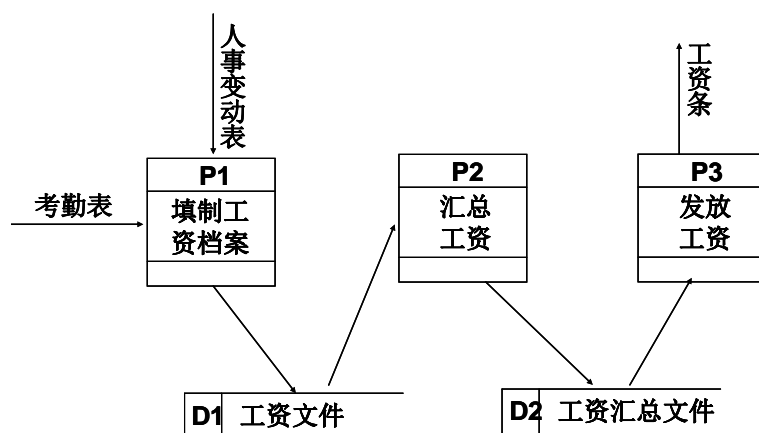 人事变动表
考勤表
P1
填制工
资档案
P2
汇总
工资
工资条
P3
发放
工资
D1 工资文件
D2 工资汇总文件